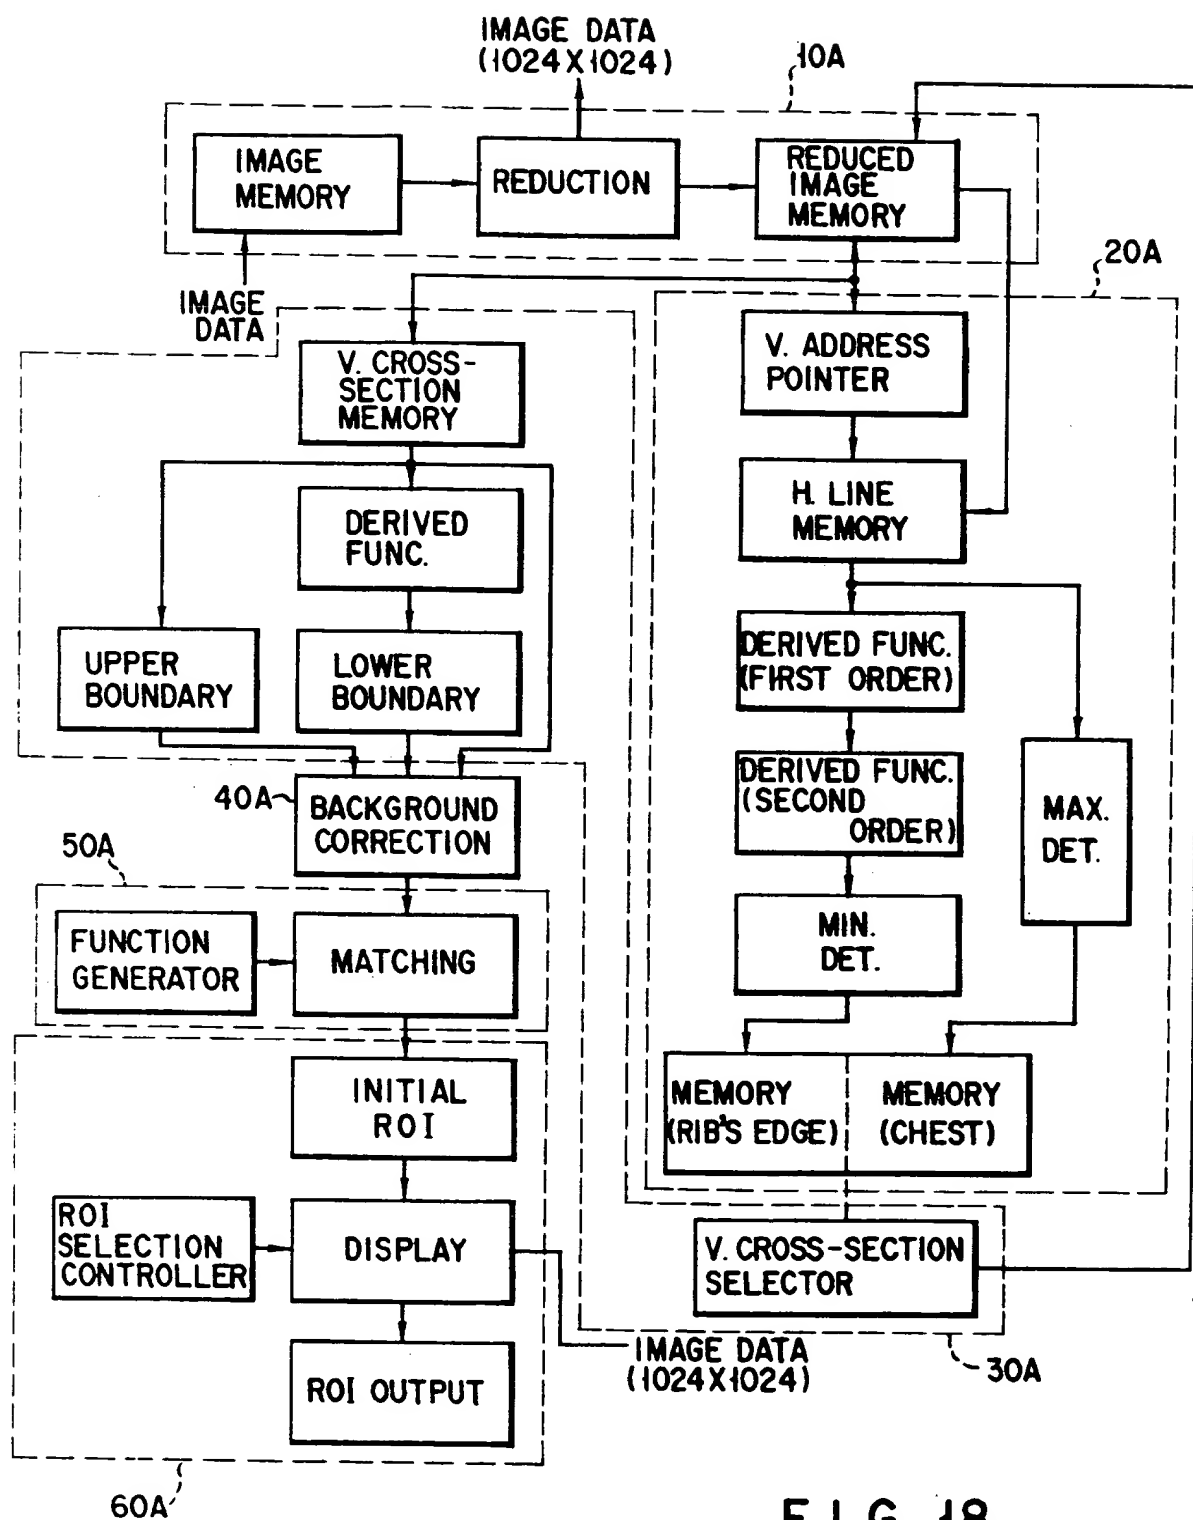 IMAGE DATA
(1024X1024)
10A
IMAGE
MEMORY
REDUCTION
REDUCED
IMAGE
MEMORY
IMAGE
DATA
20A
V. CROSS-
SECTION
MEMORY
V. ADDRESS
POINTER
H. LINE
MEMORY
DERIVED
FUNC.
UPPER
BOUNDARY
LOWER
BOUNDARY
DERIVED FUNC.
(FIRST ORDER)
DERIVED FUNC.
(SECOND
ORDER)
MAX.
DET.
40A
BACKGROUND
CORRECTION
50A
FUNCTION
GENERATOR
MATCHING
MIN.
DET.
MEMORY
(RIB'S EDGE)
MEMORY
(CHEST)
INITIAL
ROI
ROI
SELECTION
CONTROLLER
DISPLAY
V. CROSS-SECTION
SELECTOR
IMAGE DATA
(1024X1024)
30A
ROI OUTPUT
60A
FIG. 18